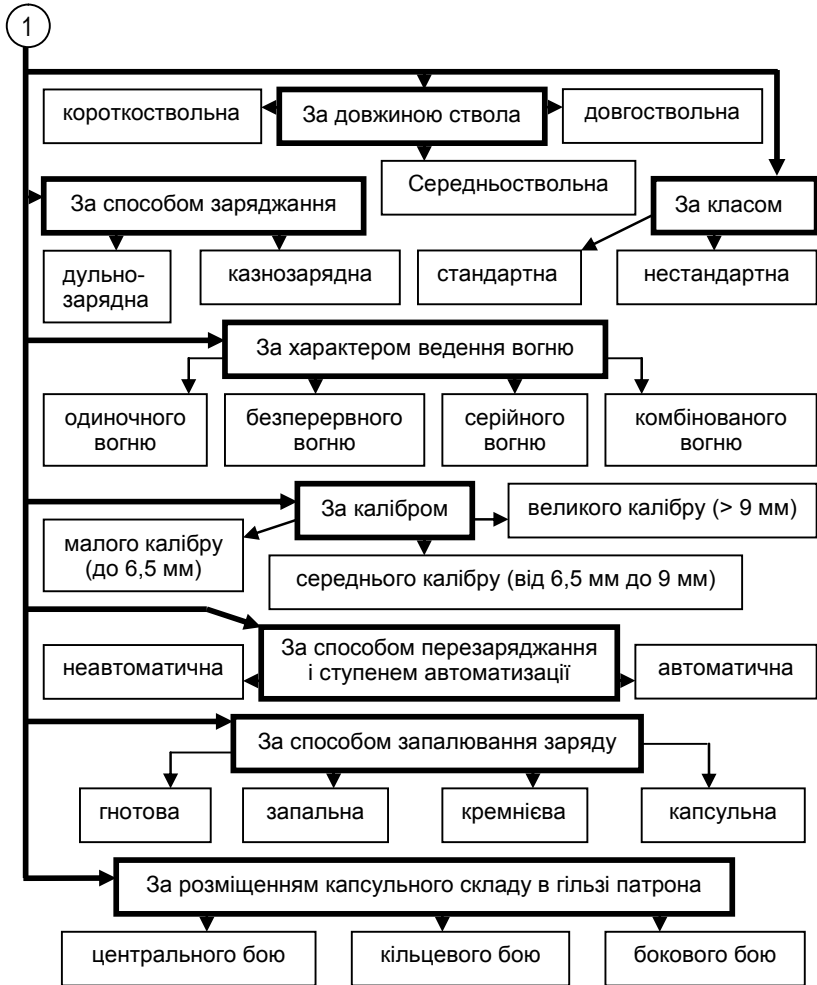 1
короткоствольна
За довжиною ствола
довгоствольна
Середньоствольна
За способом заряджання
За класом
дульно-
зарядна
казнозарядна
стандартна
нестандартна
За характером ведення вогню
одиночного
вогню
безперервного
вогню
серійного
вогню
комбінованого
вогню
За калібром
великого калібру (> 9 мм)
малого калібру
(до 6,5 мм)
середнього калібру (від 6,5 мм до 9 мм)
За способом перезаряджання
і ступенем автоматизації
неавтоматична
автоматична
За способом запалювання заряду
гнотова
запальна
кремнієва
капсульна
За розміщенням капсульного складу в гільзі патрона
центрального бою
кільцевого бою
бокового бою